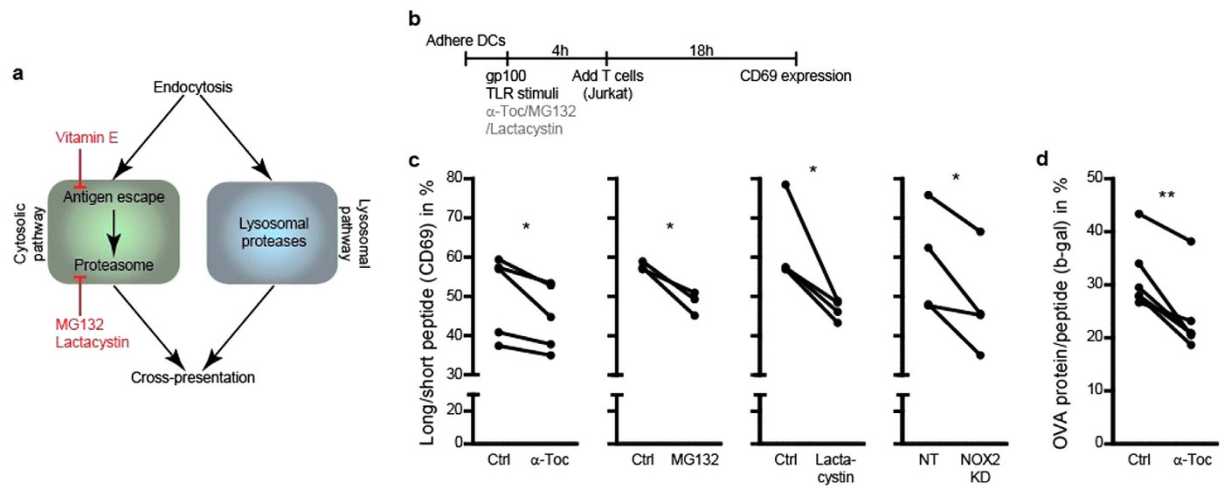 a
Endocytosis
Vitamin E
Antigen escape
Proteasome
Cytosolic
pathway
Lysosomal
proteases
Lysosomal
pathway
MG132
Lactacystin
Cross-presentation
b
Adhere DCs
4h
18h
gp100
TLR stimuli
α-Toc/MG132
/Lactacystin
Add T cells
(Jurkat)
CD69 expression
c
Long/short peptide (CD69) in %
80
70
60
50
40
30
20
0
*
Ctrl α-Toc
*
Ctrl MG132
*
Ctrl Lacta-
cystin
*
NT NOX2
KD
d
OVA protein/peptide (b-gal) in %
50
40
30
20
10
0
**
Ctrl α-Toc